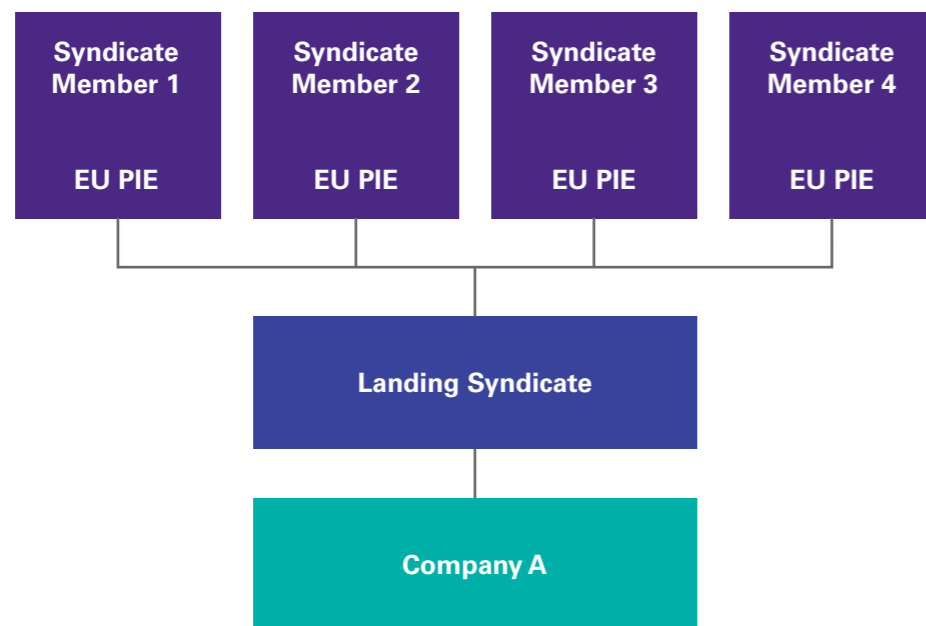 Syndicate
Member 1
EU PIE
Syndicate
Member 2
EU PIE
Syndicate
Member 3
EU PIE
Syndicate
Member 4
EU PIE
Landing Syndicate
Company A